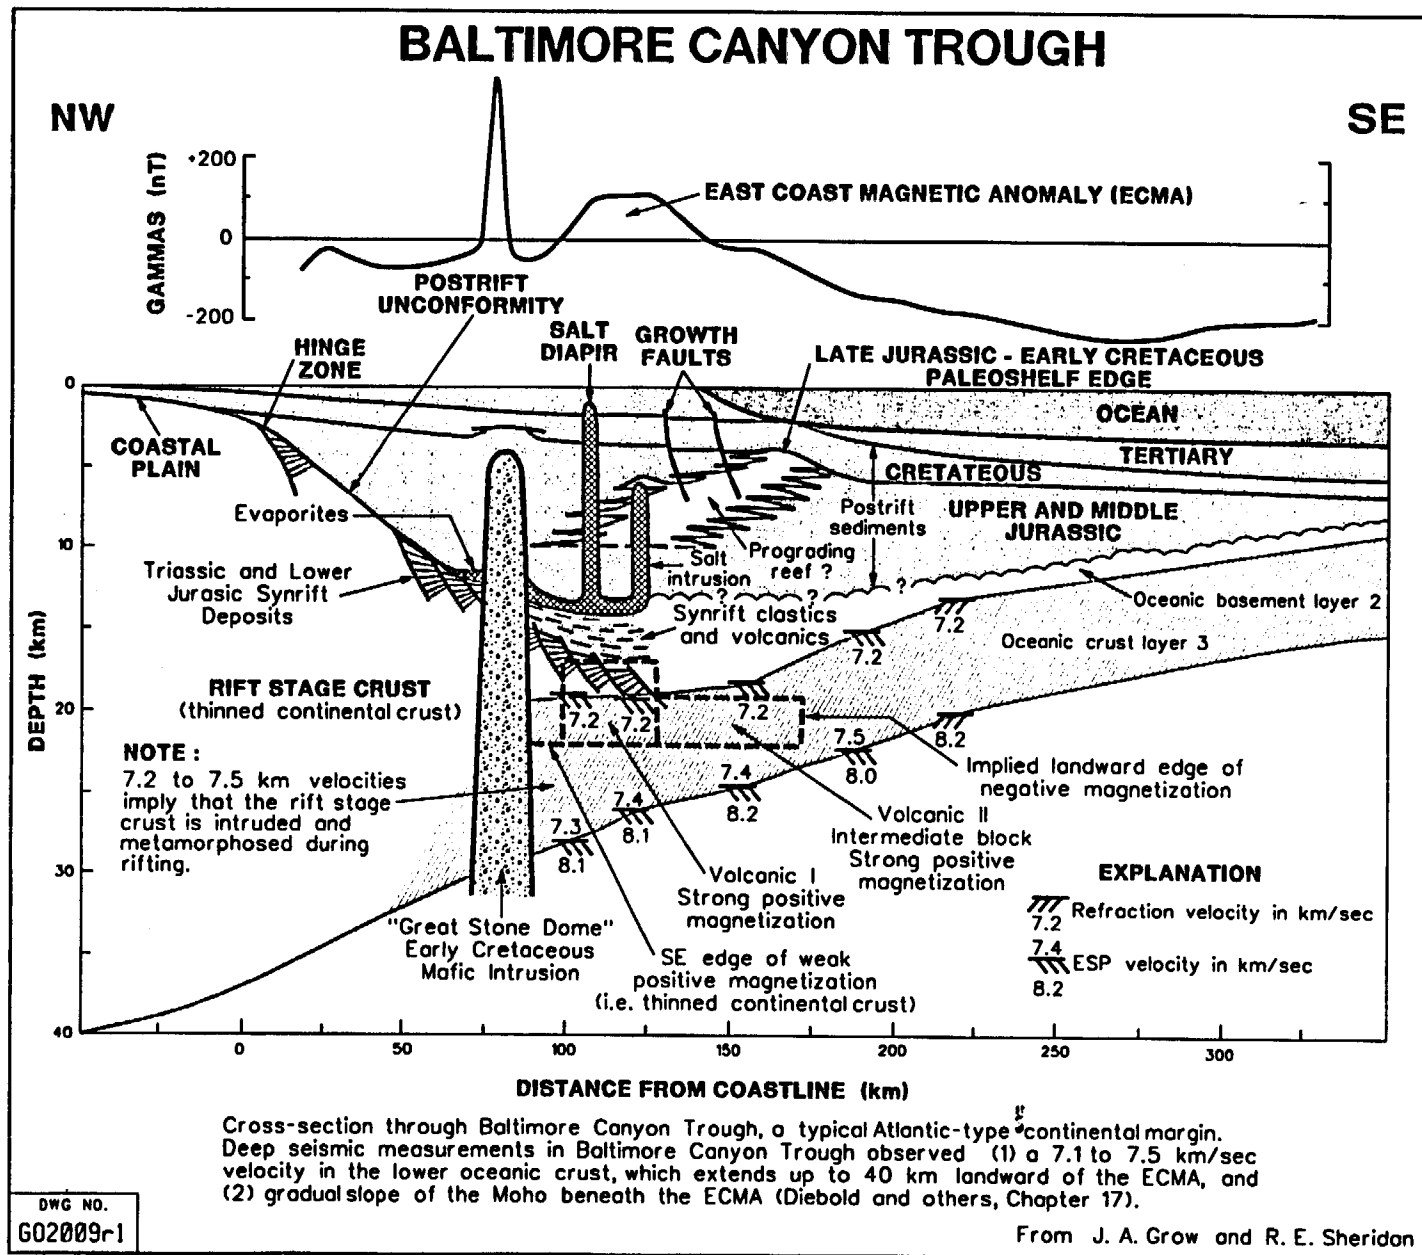 BALTIMORE CANYON TROUGH
NW
SE
GAMMAS (nT)
+200
0
-200
EAST COAST MAGNETIC ANOMALY (ECMA)
POSTRIFT
UNCONFORMITY
HINGE
ZONE
SALT
DIAPIR
GROWTH
FAULTS
LATE JURASSIC - EARLY CRETACEOUS
PALEOSHELF EDGE
0
10
20
30
40
DEPTH (km)
COASTAL
PLAIN
OCEAN
TERTIARY
CRETATEOUS
UPPER AND MIDDLE
JURASSIC
Postrift
sediments
Evaporites
Triassic and Lower
Jurasic Synrift
Deposits
Salt
intrusion
Prograding
reef ?
?
?
?
?
Synrift clastics
and volcanics
Oceanic basement layer 2
Oceanic crust layer 3
RIFT STAGE CRUST
(thinned continental crust)
NOTE :
7.2 to 7.5 km velocities
imply that the rift stage
crust is intruded and
metamorphosed during
rifting.
7.2
7.2
7.2
7.2
7.2
7.3
8.1
7.4
8.1
7.4
8.2
7.5
8.0
8.2
Implied landward edge of
negative magnetization
Volcanic II
Intermediate block
Strong positive
magnetization
Volcanic I
Strong positive
magnetization
"Great Stone Dome"
Early Cretaceous
Mafic Intrusion
SE edge of weak
positive magnetization
(i.e. thinned continental crust)
EXPLANATION
7.2
Refraction velocity in km/sec
7.4
8.2
ESP velocity in km/sec
0
50
100
150
200
250
300
DISTANCE FROM COASTLINE (km)
Cross-section through Baltimore Canyon Trough, a typical Atlantic-type continental margin.
Deep seismic measurements in Baltimore Canyon Trough observed (1) a 7.1 to 7.5 km/sec
velocity in the lower oceanic crust, which extends up to 40 km landward of the ECMA, and
(2) gradual slope of the Moho beneath the ECMA (Diebold and others, Chapter 17).
DWG NO.
GO2009r1
From J. A. Grow and R. E. Sheridan